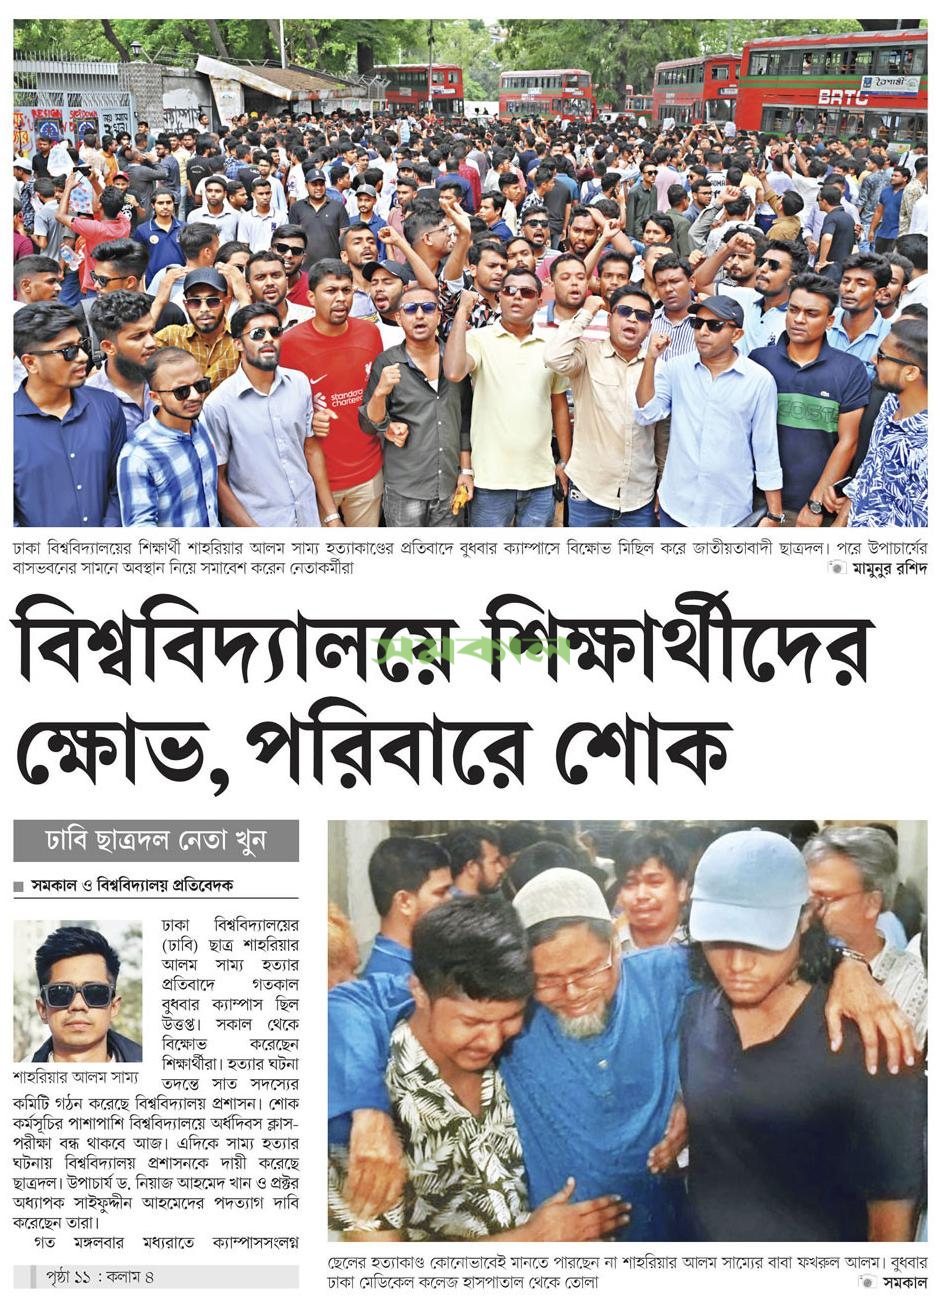 RESIGN
BRTC
বৈশাখী
standard
chartered
ঢাকা বিশ্ববিদ্যালয়ের শিক্ষার্থী শাহরিয়ার আলম সাম্য হত্যাকাণ্ডের প্রতিবাদে বুধবার ক্যাম্পাসে বিক্ষোভ মিছিল করে জাতীয়তাবাদী ছাত্রদল। পরে উপাচার্যের
বাসভবনের সামনে অবস্থান নিয়ে সমাবেশ করেন নেতাকর্মীরা
মামুনুর রশিদ
বিশ্ববিদ্যালয়ে শিক্ষার্থীদের
সমকাল
ক্ষোভ, পরিবারে শোক
ঢাবি ছাত্রদল নেতা খুন
সমকাল ও বিশ্ববিদ্যালয় প্রতিবেদক
ঢাকা বিশ্ববিদ্যালয়ের
(ঢাবি) ছাত্র শাহরিয়ার
আলম সাম্য হত্যার
প্রতিবাদে গতকাল
বুধবার ক্যাম্পাস ছিল
উত্তপ্ত। সকাল থেকে
বিক্ষোভ করেছেন
শিক্ষার্থীরা। হত্যার ঘটনা
শাহরিয়ার আলম সাম্য
তদন্তে সাত সদস্যের
কমিটি গঠন করেছে বিশ্ববিদ্যালয় প্রশাসন। শোক
কর্মসূচির পাশাপাশি বিশ্ববিদ্যালয়ে অর্ধদিবস ক্লাস-
পরীক্ষা বন্ধ থাকবে আজ। এদিকে সাম্য হত্যার
ঘটনায় বিশ্ববিদ্যালয় প্রশাসনকে দায়ী করেছে
ছাত্রদল। উপাচার্য ড. নিয়াজ আহমেদ খান ও প্রক্টর
অধ্যাপক সাইফুদ্দীন আহমেদের পদত্যাগ দাবি
করেছেন তারা।
গত মঙ্গলবার মধ্যরাতে ক্যাম্পাসসংলগ্ন
পৃষ্ঠা ১১ : কলাম ৪
ছেলের হত্যাকাণ্ড কোনোভাবেই মানতে পারছেন না শাহরিয়ার আলম সাম্যের বাবা ফখরুল আলম। বুধবার
ঢাকা মেডিকেল কলেজ হাসপাতাল থেকে তোলা
সমকাল